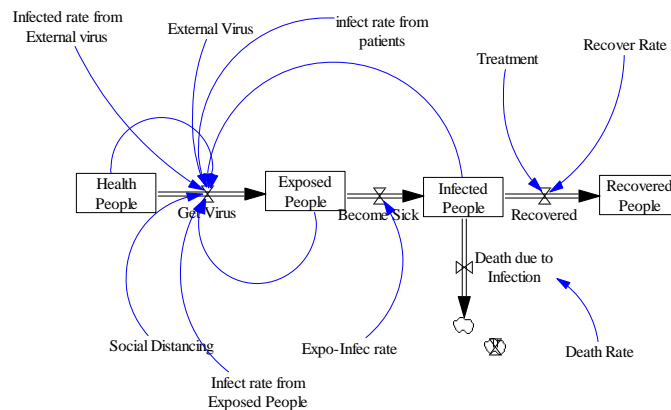 Infected rate from
External virus
External Virus
infect rate from
patients
Treatment
Recover Rate
Health
People
Get Virus
Exposed
People
Become Sick
Infected
People
Recovered
Recovered
People
Death due to
Infection
Social Distancing
Infect rate from
Exposed People
Expo-Infec rate
Death Rate